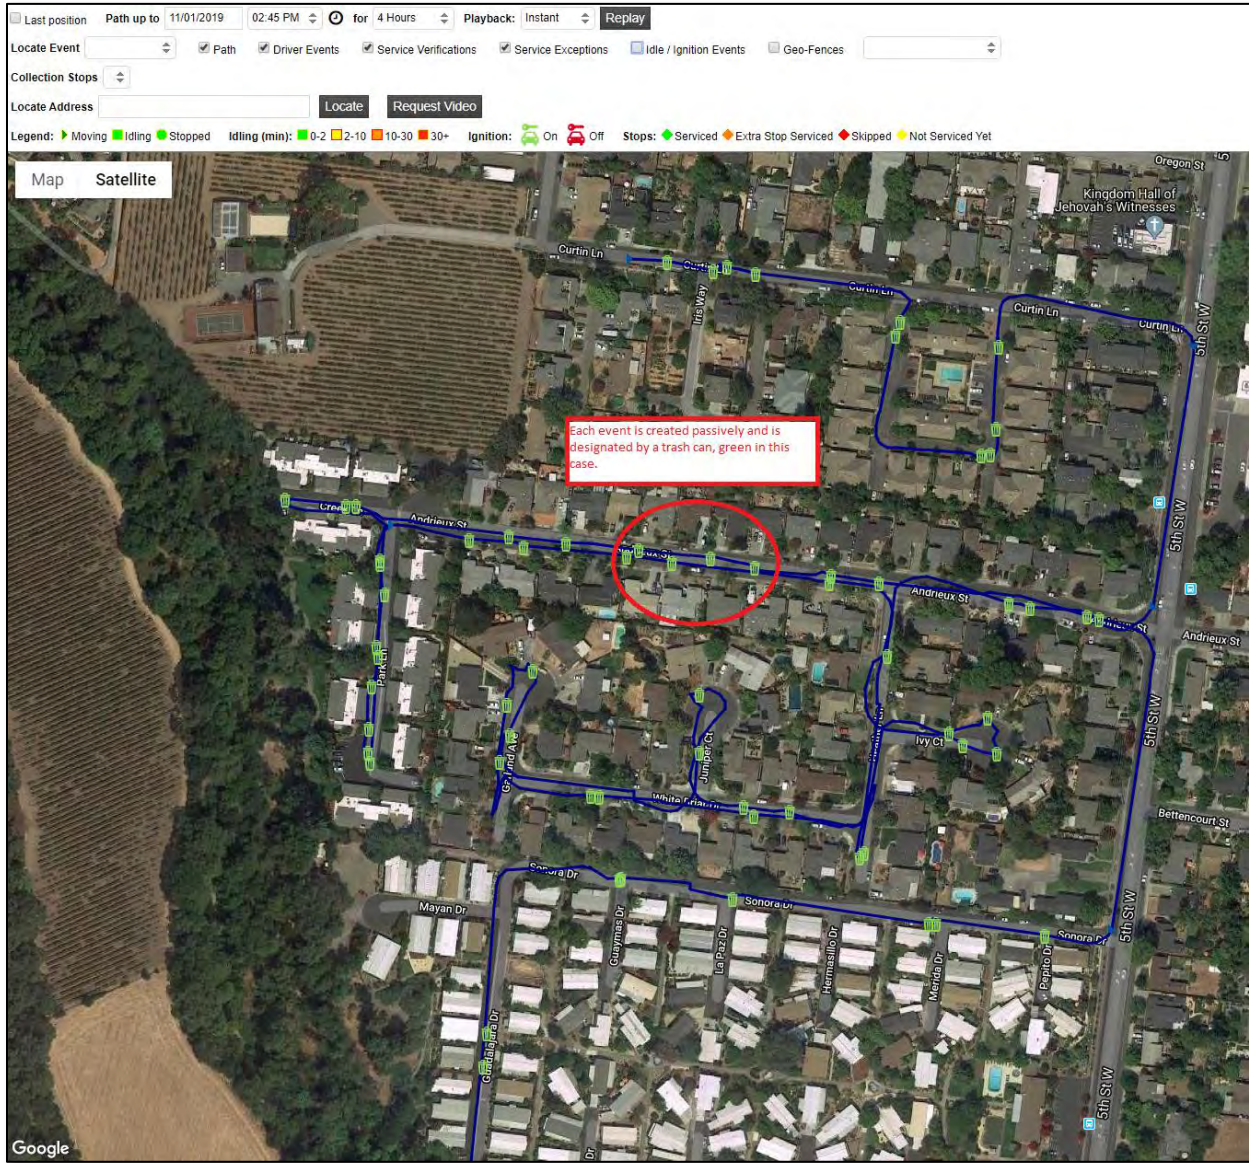 Last position Path up to 11/01/2019 02:45 PM for 4 Hours Playback: Instant Replay
Locate Event Path Driver Events Service Verifications Service Exceptions Idle / Ignition Events Geo-Fences
Collection Stops
Locate Address Locate Request Video
Legend: Moving Idling Stopped Idling (min): 0-2 2-10 10-30 30+ Ignition: On Off Stops: Serviced Extra Stop Serviced Skipped Not Serviced Yet
Map Satellite
Oregon St
Kingdom Hall of
Jehovah's Witnesses
Curtin Ln
Curtin Ln
Curtin Ln
Curtin Ln
Iris Way
5th St W
Each event is created passively and is
designated by a trash can, green in this
case.
5th St W
Andrieux St
Andrieux St
Andrieux St
Park Ln
Ivy Ct
Juniper Ct
5th St W
Bettencourt St
Sonora Dr
Sonora Dr
Sonora Dr
Mayan Dr
Guaymas Dr
La Paz Dr
Hermasillo Dr
Merida Dr
Pepito Dr
5th St W
Guadalajara Dr
5th St W
Dr
Dr
Google